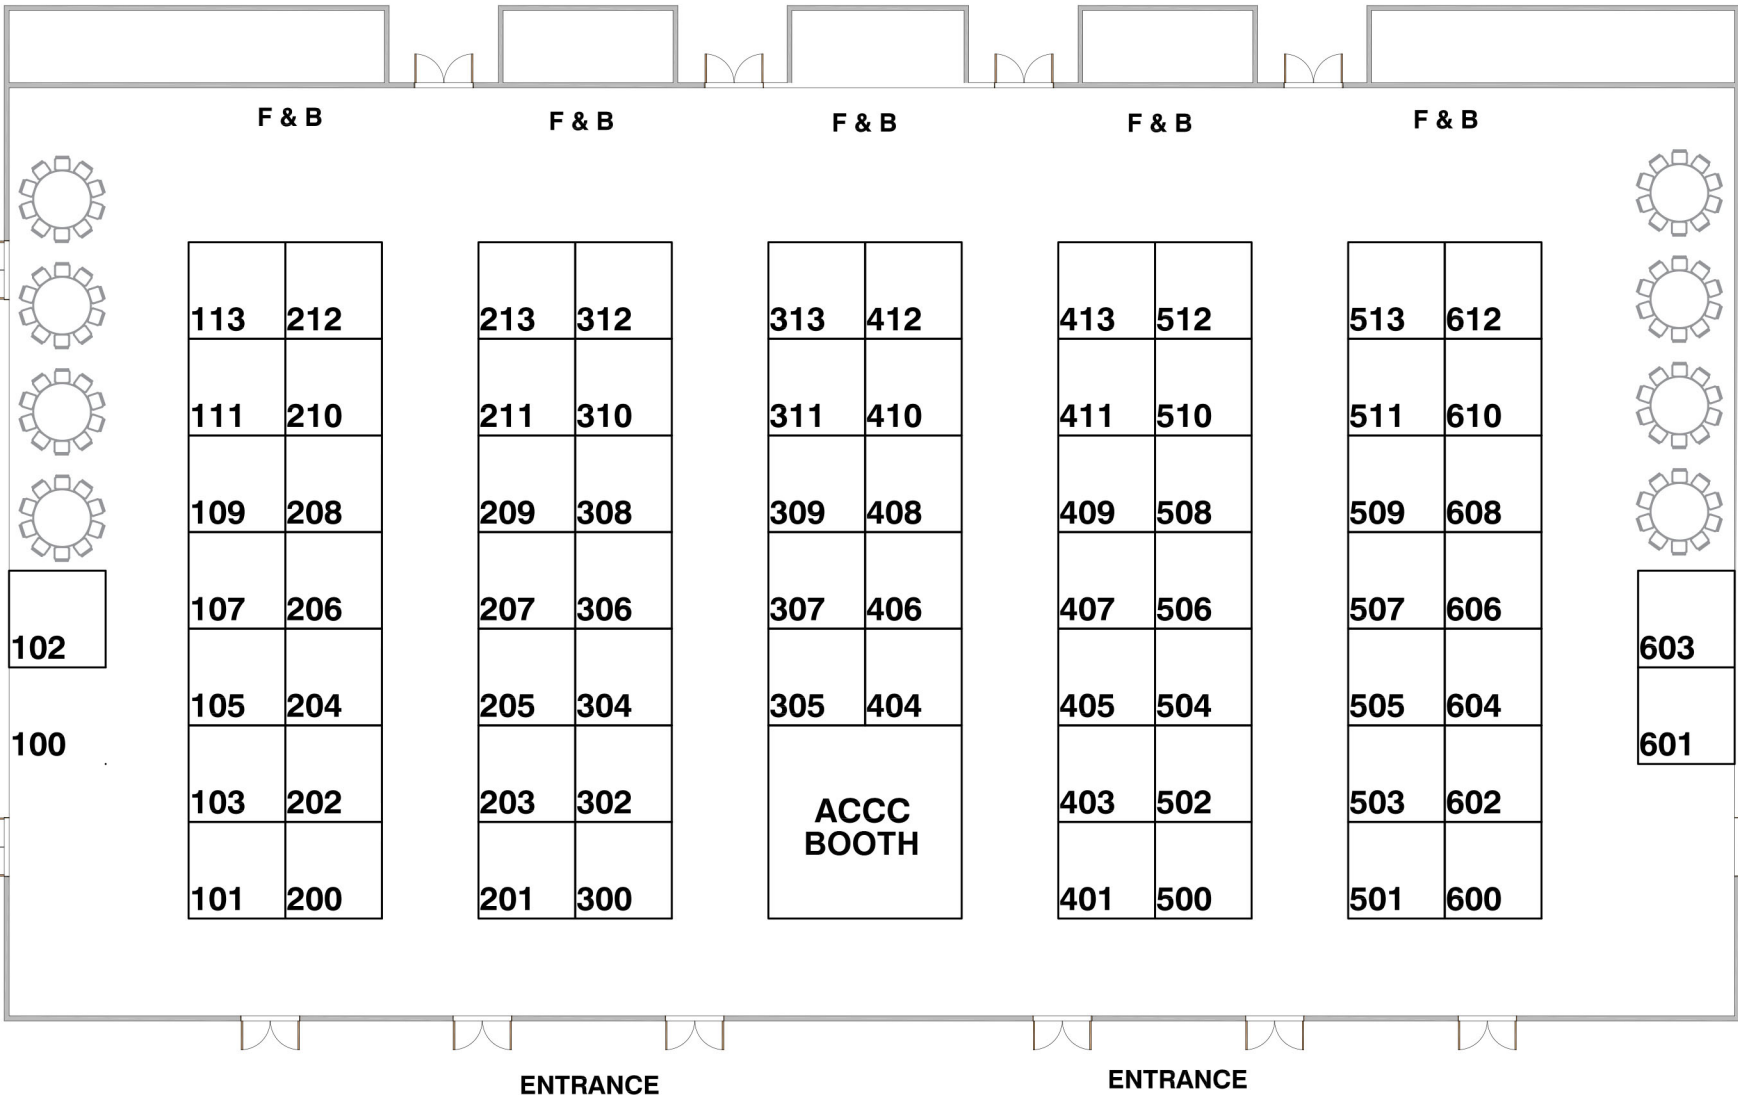 F & B F & B F & B F & B F & B
113 212 213 312 313 412 413 512 513 612
111 210 211 310 311 410 411 510 511 610
109 208 209 308 309 408 409 508 509 608
107 206 207 306 307 406 407 506 507 606
102 603
105 204 205 304 305 404 405 504 505 604
100 601
103 202 203 302 ACCC 403 502 503 602
BOOTH
101 200 201 300 401 500 501 600
ENTRANCE ENTRANCE